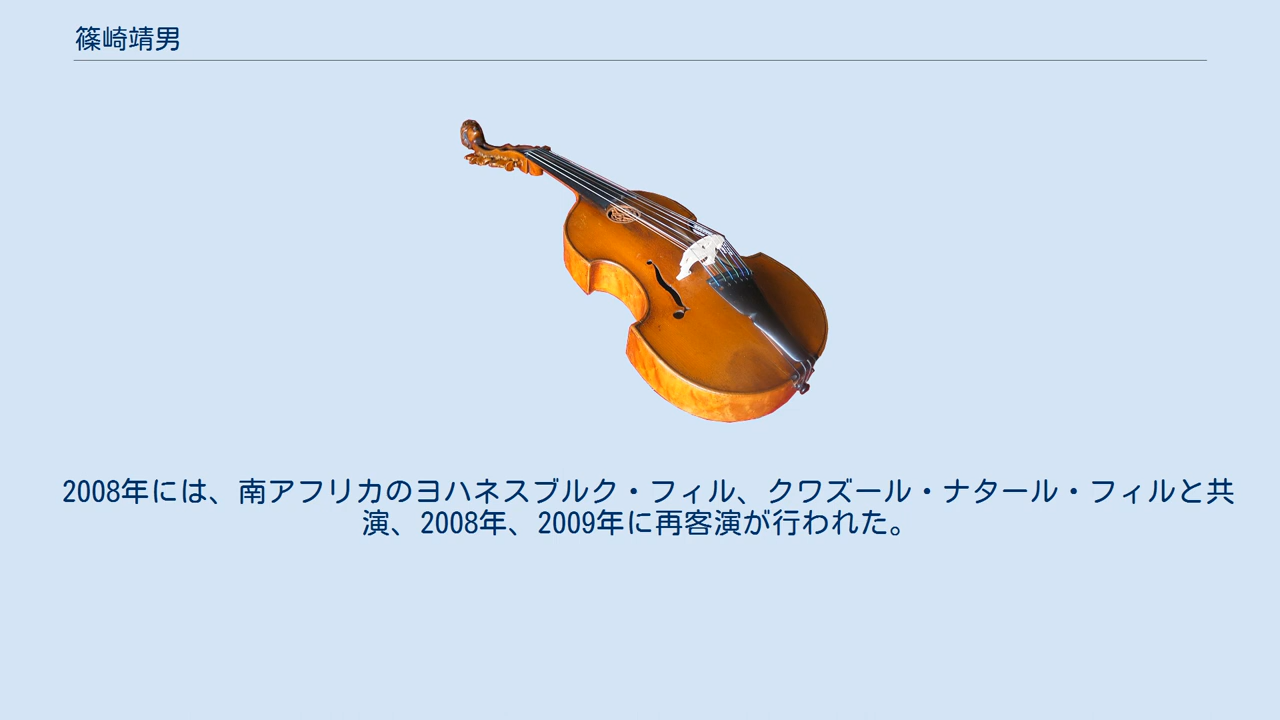 篠崎靖男
2008年には、南アフリカのヨハネスブルク・フィル、クワズール・ナタール・フィルと共
演、2008年、2009年に再客演が行われた。